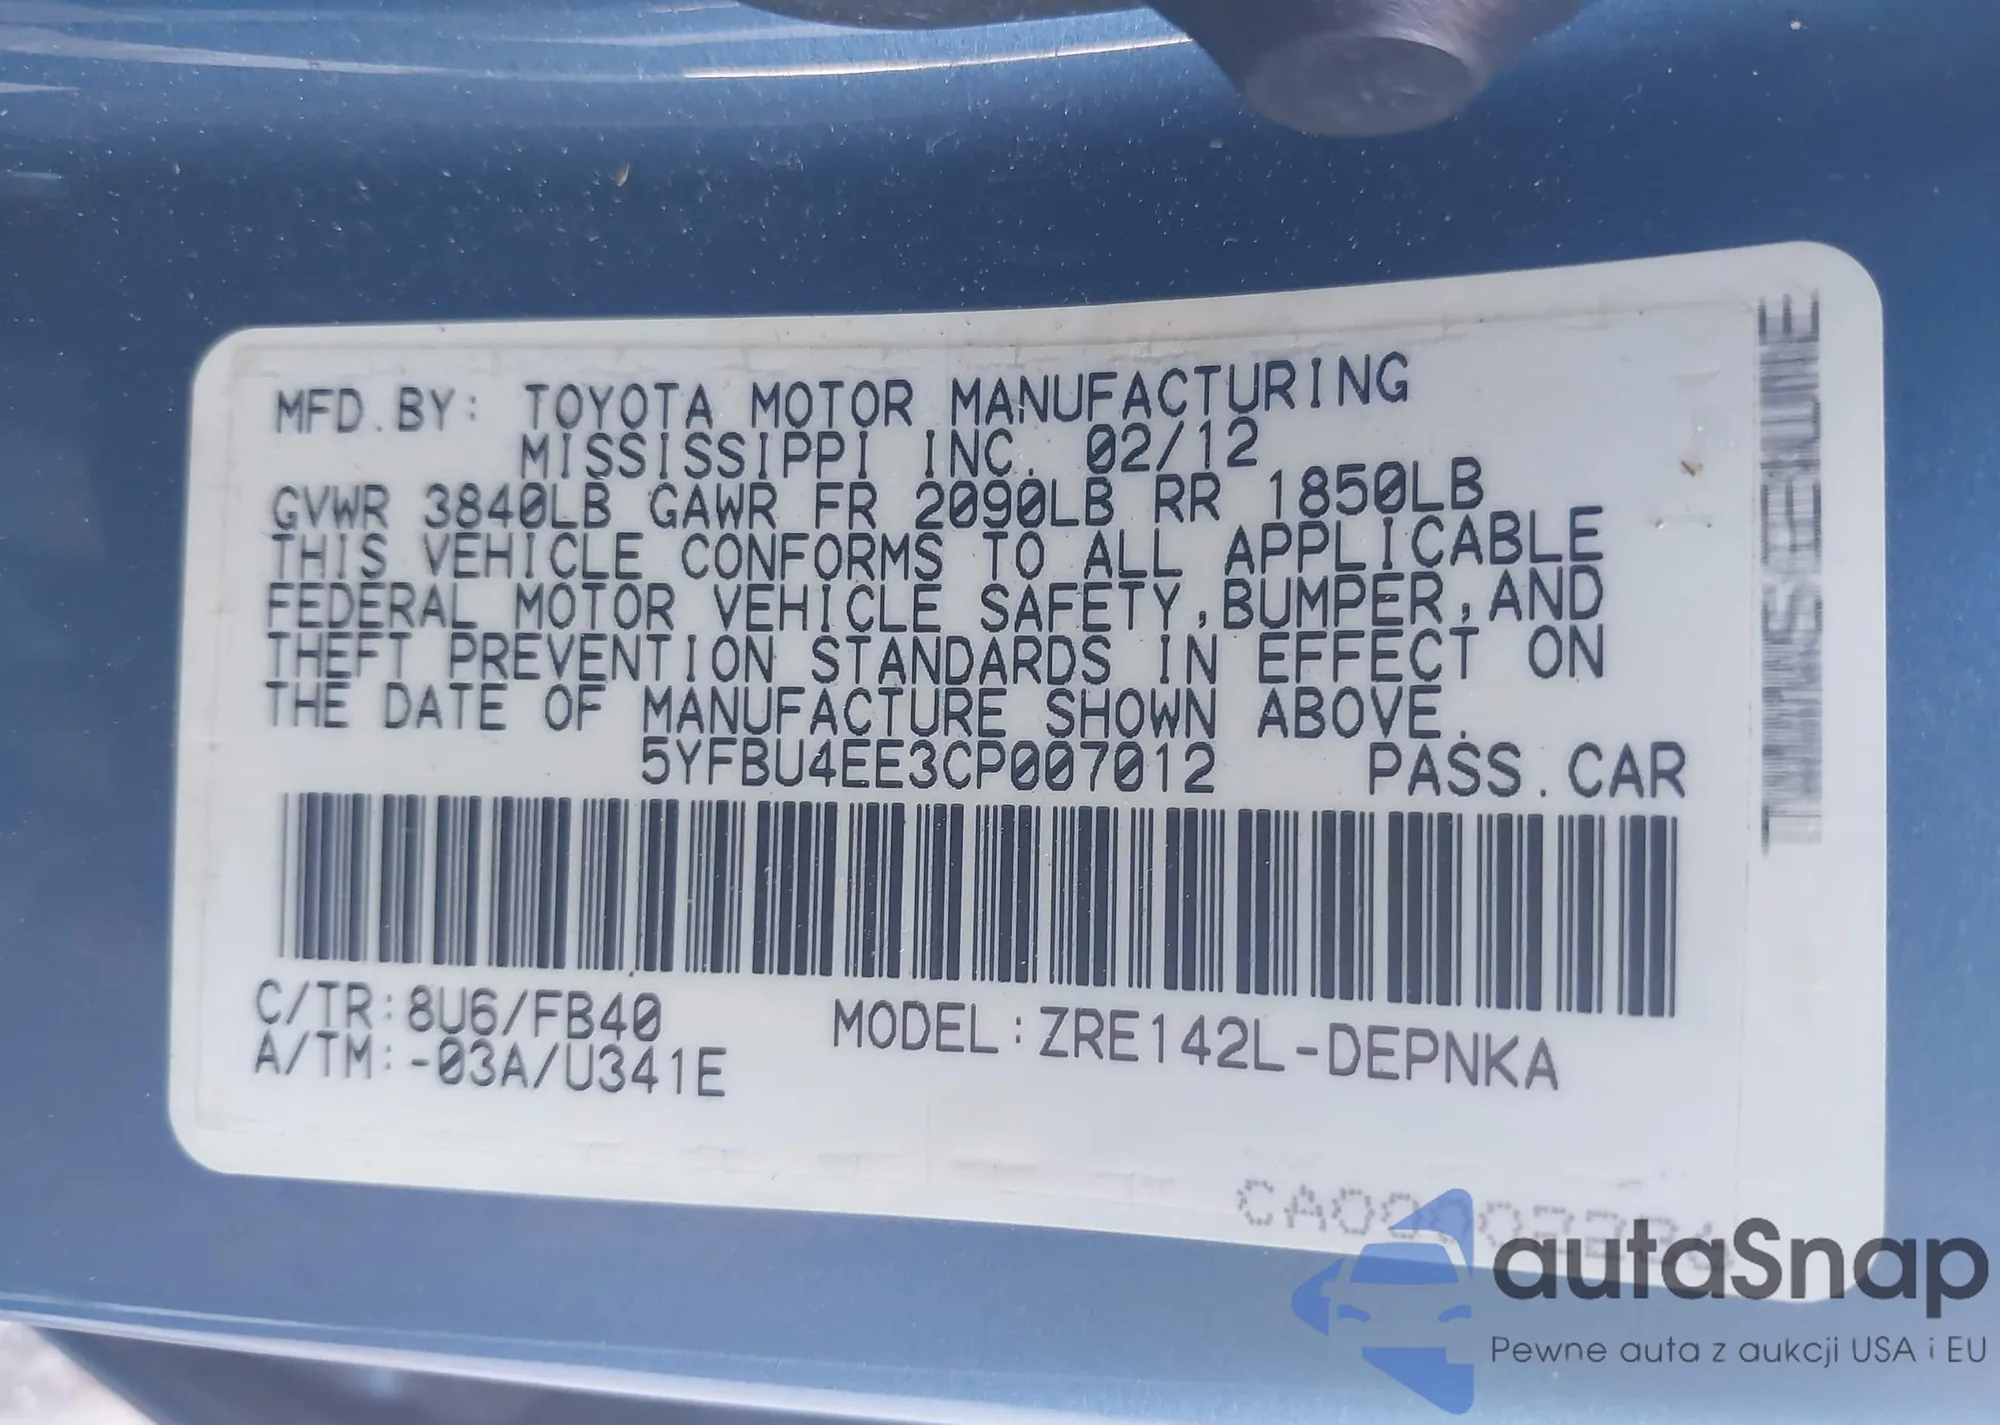 MFD.BY: TOYOTA MOTOR MANUFACTURING
MISSISSIPPI INC. 02/12
GVWR 3840LB GAWR FR 2090LB RR 1850LB
THIS VEHICLE CONFORMS TO ALL APPLICABLE
FEDERAL MOTOR VEHICLE SAFETY,BUMPER,AND
THEFT PREVENTION STANDARDS IN EFFECT ON
THE DATE OF MANUFACTURE SHOWN ABOVE.
5YFBU4EE3CP007012 PASS.CAR
C/TR:8U6/FB40
A/TM:-03A/U341E
MODEL:ZRE142L-DEPNKA
autaSnap
Pewne auta z aukcji USA i EU